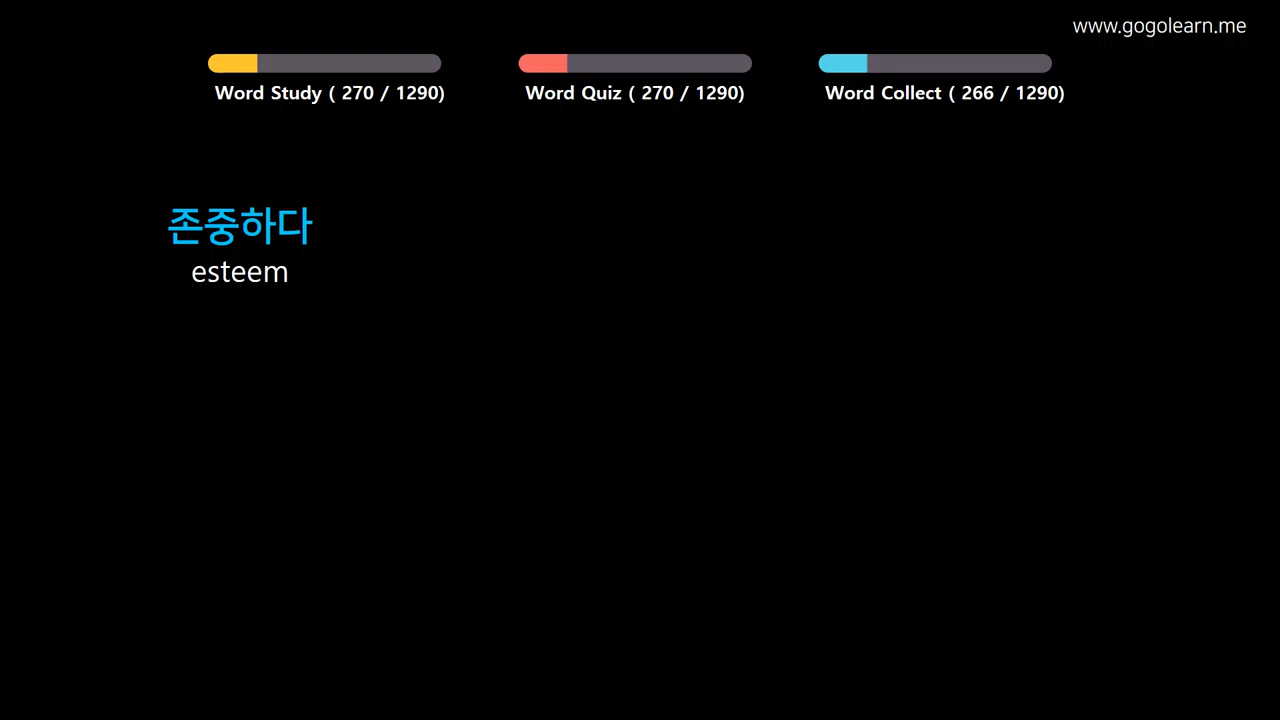 www.gogolearn.me
Word Study ( 270 / 1290)
Word Quiz ( 270 / 1290)
Word Collect ( 266 / 1290)
존중하다
esteem